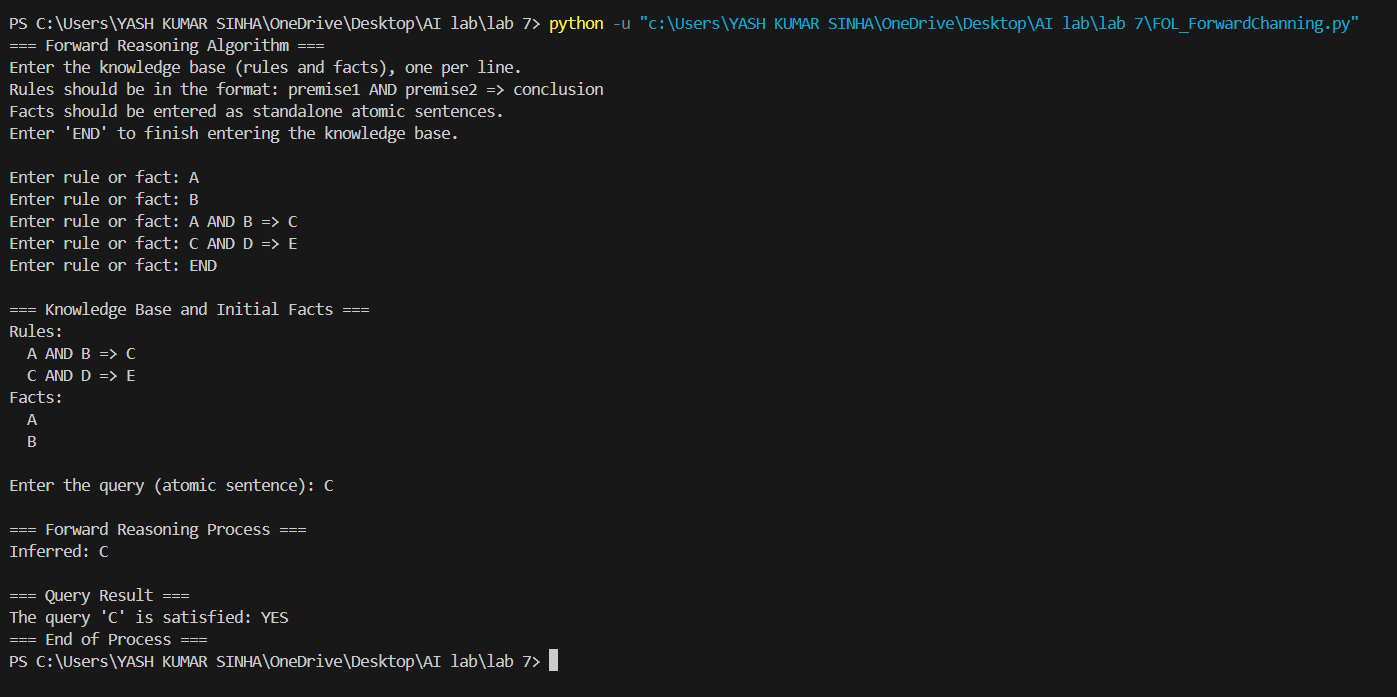 PS C:\Users\YASH KUMAR SINHA\OneDrive\Desktop\AI lab\lab 7> python -u "c:\Users\YASH KUMAR SINHA\OneDrive\Desktop\AI lab\lab 7\FOL_ForwardChanning.py"
=== Forward Reasoning Algorithm ===
Enter the knowledge base (rules and facts), one per line.
Rules should be in the format: premise1 AND premise2 => conclusion
Facts should be entered as standalone atomic sentences.
Enter 'END' to finish entering the knowledge base.

Enter rule or fact: A
Enter rule or fact: B
Enter rule or fact: A AND B => C
Enter rule or fact: C AND D => E
Enter rule or fact: END

=== Knowledge Base and Initial Facts ===
Rules:
  A AND B => C
  C AND D => E
Facts:
  A
  B

Enter the query (atomic sentence): C

=== Forward Reasoning Process ===
Inferred: C

=== Query Result ===
The query 'C' is satisfied: YES
=== End of Process ===
PS C:\Users\YASH KUMAR SINHA\OneDrive\Desktop\AI lab\lab 7>